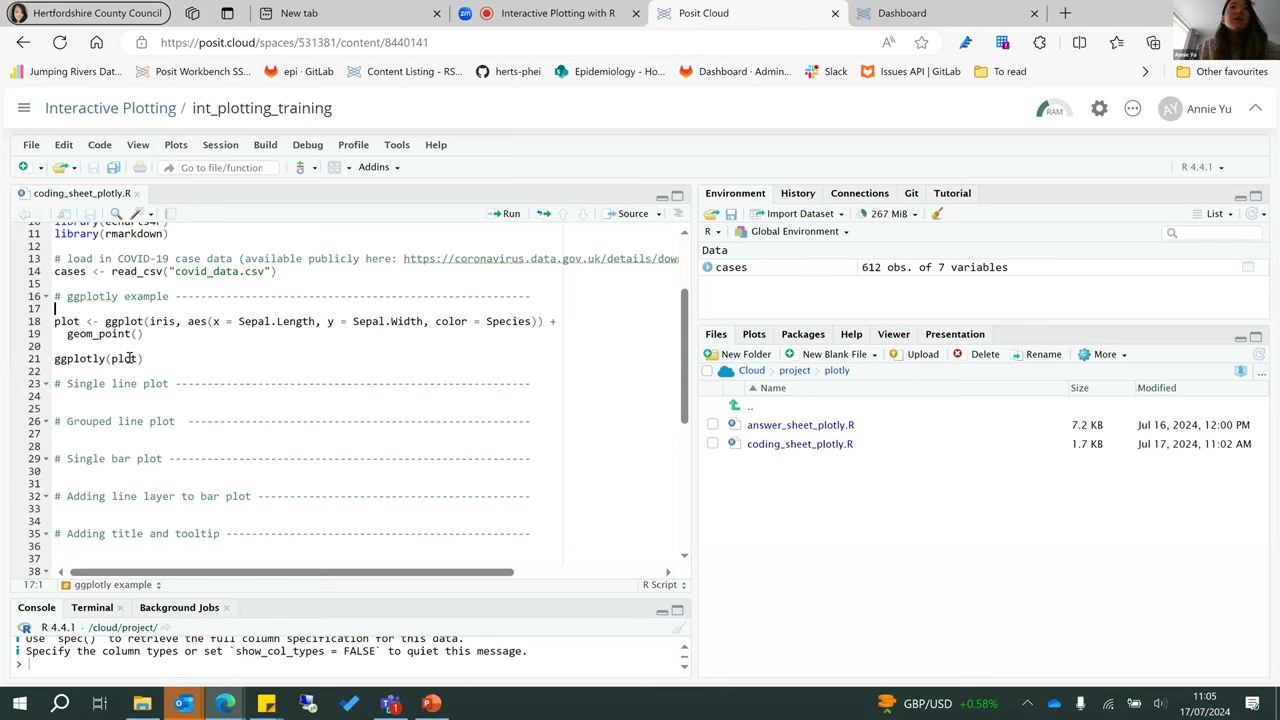 Hertfordshire County Council
New tab
Interactive Plotting with R
Posit Cloud
Dashboard
https://posit.cloud/spaces/531381/content/8440141
Jumping Rivers Dat...
Posit Workbench SS...
epi · GitLab
Content Listing - RS...
herts-phei
Epidemiology - Ho...
Dashboard · Admin...
Slack
Issues API | GitLab
To read
Other favourites
Annie Yu
Interactive Plotting / int_plotting_training
RAM
AY Annie Yu
File Edit Code View Plots Session Build Debug Profile Tools Help
Go to file/function
Addins
R 4.4.1
coding_sheet_plotly.R
Run
Source
11 library(rmarkdown)
12
13 # load in COVID-19 case data (available publicly here: https://coronavirus.data.gov.uk/details/dow
14 cases <- read_csv("covid_data.csv")
15
16 # ggplotly example
17
18 plot <- ggplot(iris, aes(x = Sepal.Length, y = Sepal.Width, color = Species)) +
19 geom_point()
20
21 ggplotly(plot)
22
23 # Single line plot
24
25
26 # Grouped line plot
27
28
29 # Single bar plot
30
31
32 # Adding line layer to bar plot
33
34
35 # Adding title and tooltip
36
37
38
17:1 # ggplotly example
R Script
Console Terminal Background Jobs
R 4.4.1 · /cloud/project/
i Use `spec()` to retrieve the full column specification for this data.
i Specify the column types or set `show_col_types = FALSE` to quiet this message.
>
Environment History Connections Git Tutorial
Import Dataset
267 MiB
List
R Global Environment
Data
cases 612 obs. of 7 variables
Files Plots Packages Help Viewer Presentation
New Folder New Blank File Upload Delete Rename More
Cloud project plotly
Name Size Modified
..
answer_sheet_plotly.R 7.2 KB Jul 16, 2024, 12:00 PM
coding_sheet_plotly.R 1.7 KB Jul 17, 2024, 11:02 AM
GBP/USD +0.58%
11:05
17/07/2024